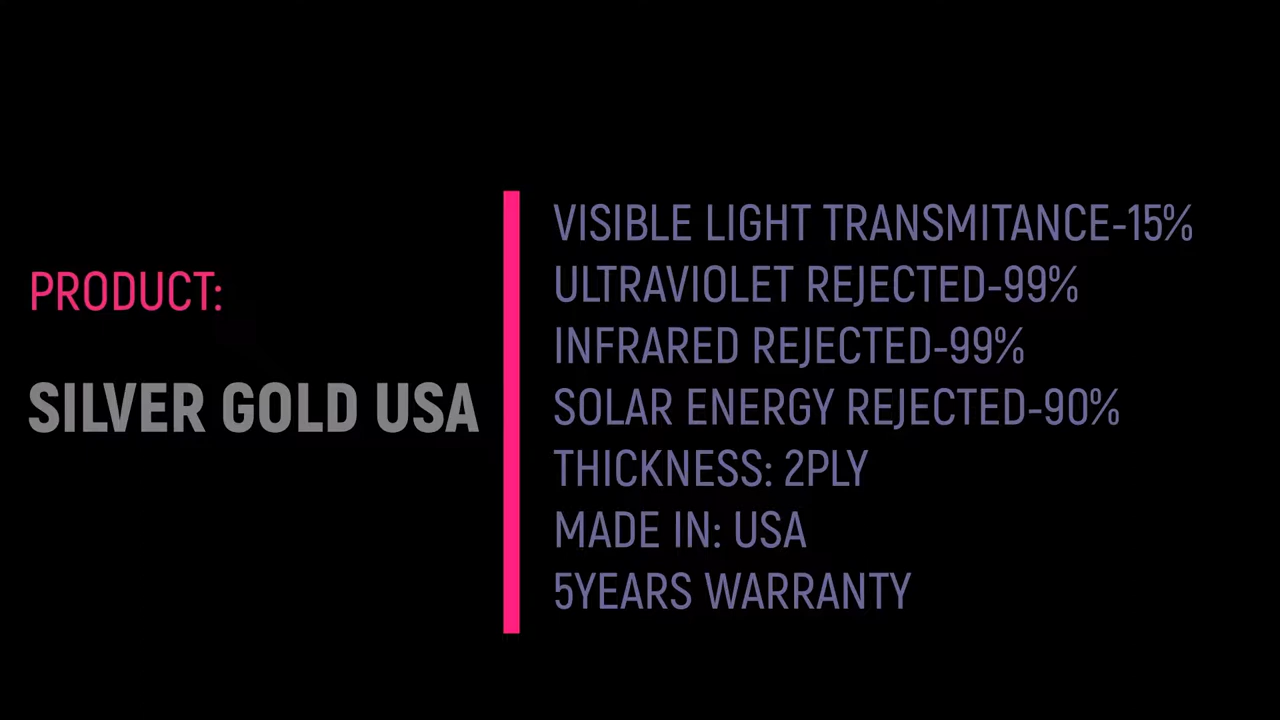 PRODUCT:
SILVER GOLD USA
VISIBLE LIGHT TRANSMITANCE-15%
ULTRAVIOLET REJECTED-99%
INFRARED REJECTED-99%
SOLAR ENERGY REJECTED-90%
THICKNESS: 2PLY
MADE IN: USA
5YEARS WARRANTY